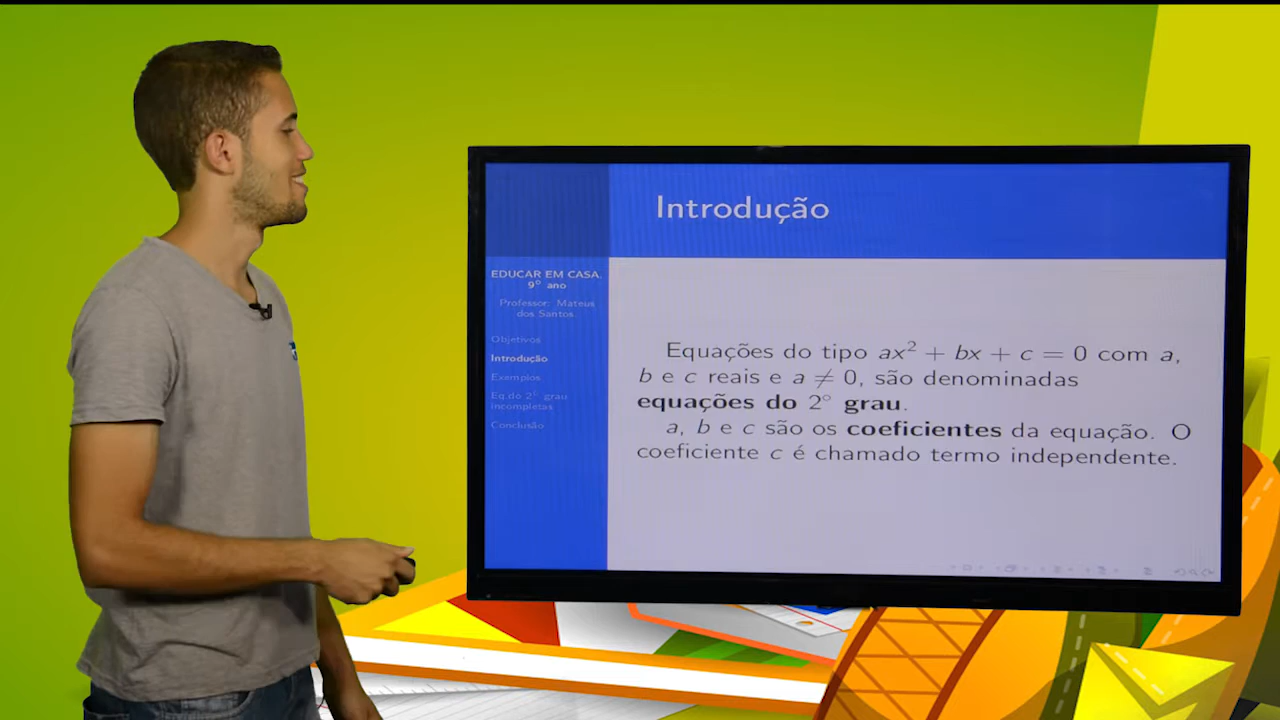 Introdução
EDUCAR EM CASA.
9° ano
Professor: Mateus
dos Santos
Objetivos
Introdução
Exemplos
Eq.do 2° grau
incompletas
Conclusão
Equações do tipo ax² + bx + c = 0 com a,
b e c reais e a ≠ 0, são denominadas
equações do 2° grau.
a, b e c são os coeficientes da equação. O
coeficiente c é chamado termo independente.